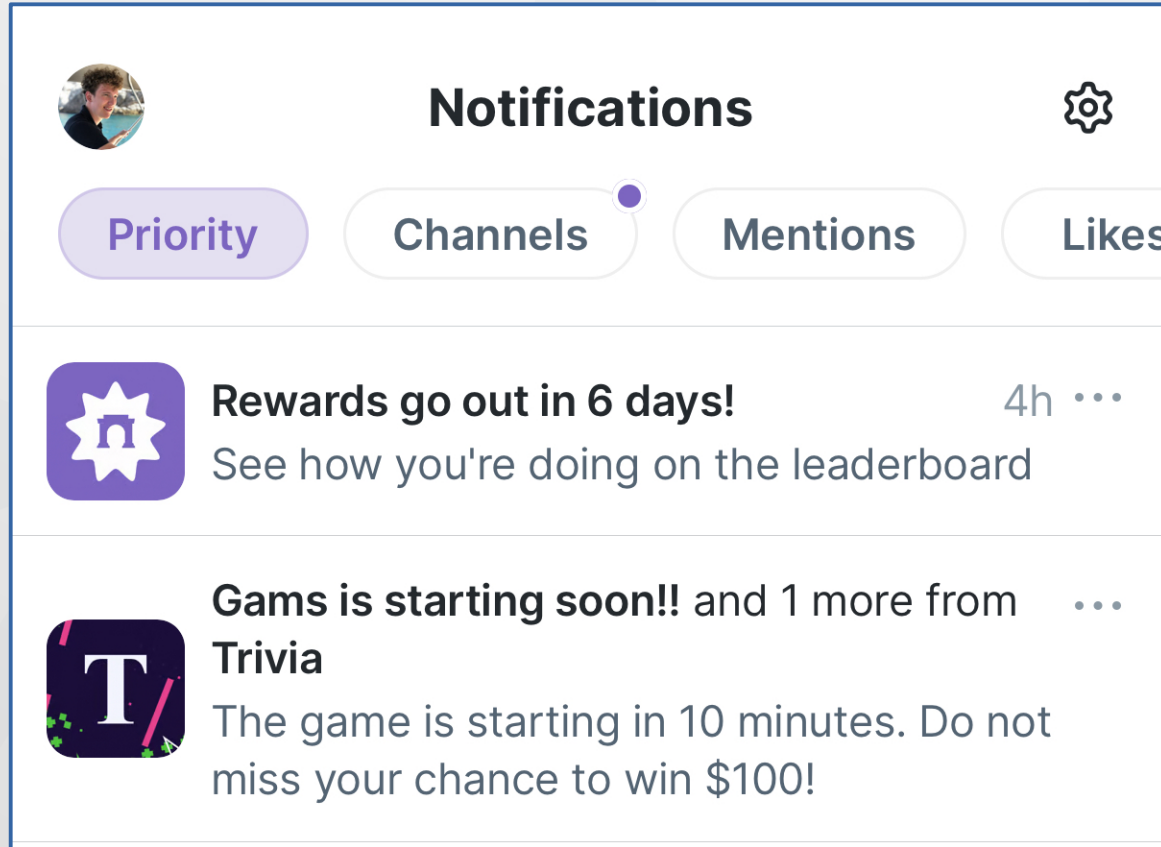 Notifications
Priority
Channels
Mentions
Likes
Rewards go out in 6 days!
4h
See how you're doing on the leaderboard
Gams is starting soon!! and 1 more from
Trivia
T
The game is starting in 10 minutes. Do not
miss your chance to win $100!